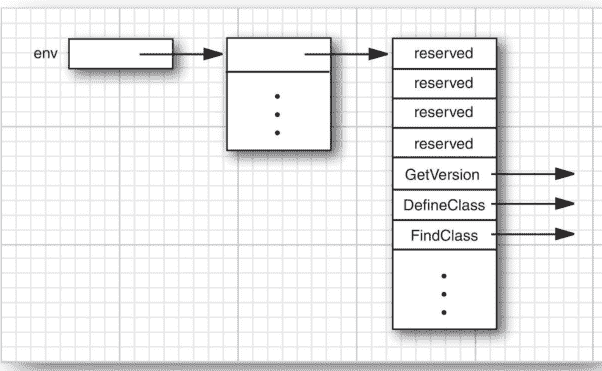 env
reserved
reserved
reserved
reserved
GetVersion
DefineClass
FindClass